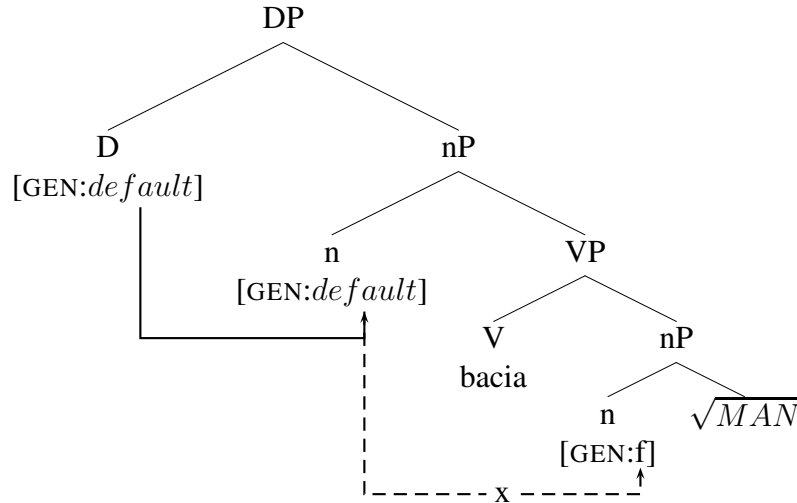 DP
D nP
[GEN:default]
n VP
[GEN:default]
V nP
bacia
n √MAN
[GEN:f]
x